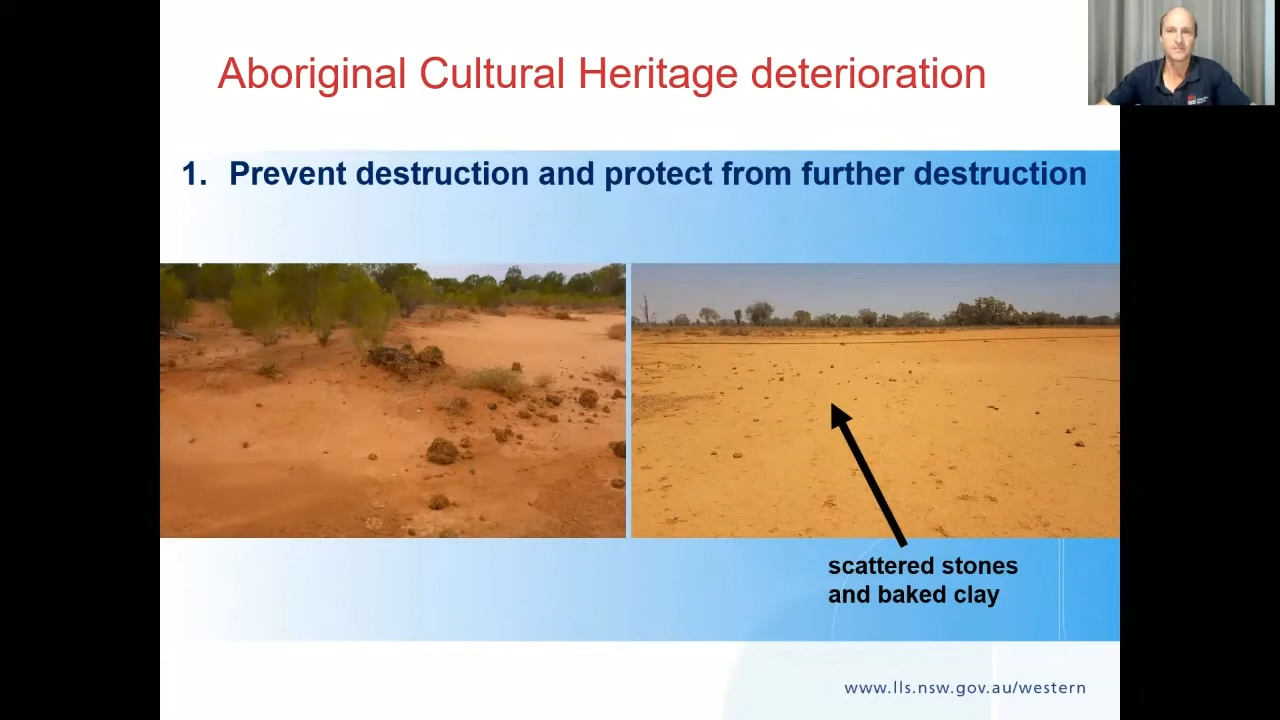 Aboriginal Cultural Heritage deterioration
1. Prevent destruction and protect from further destruction
scattered stones
and baked clay
www.lls.nsw.gov.au/western